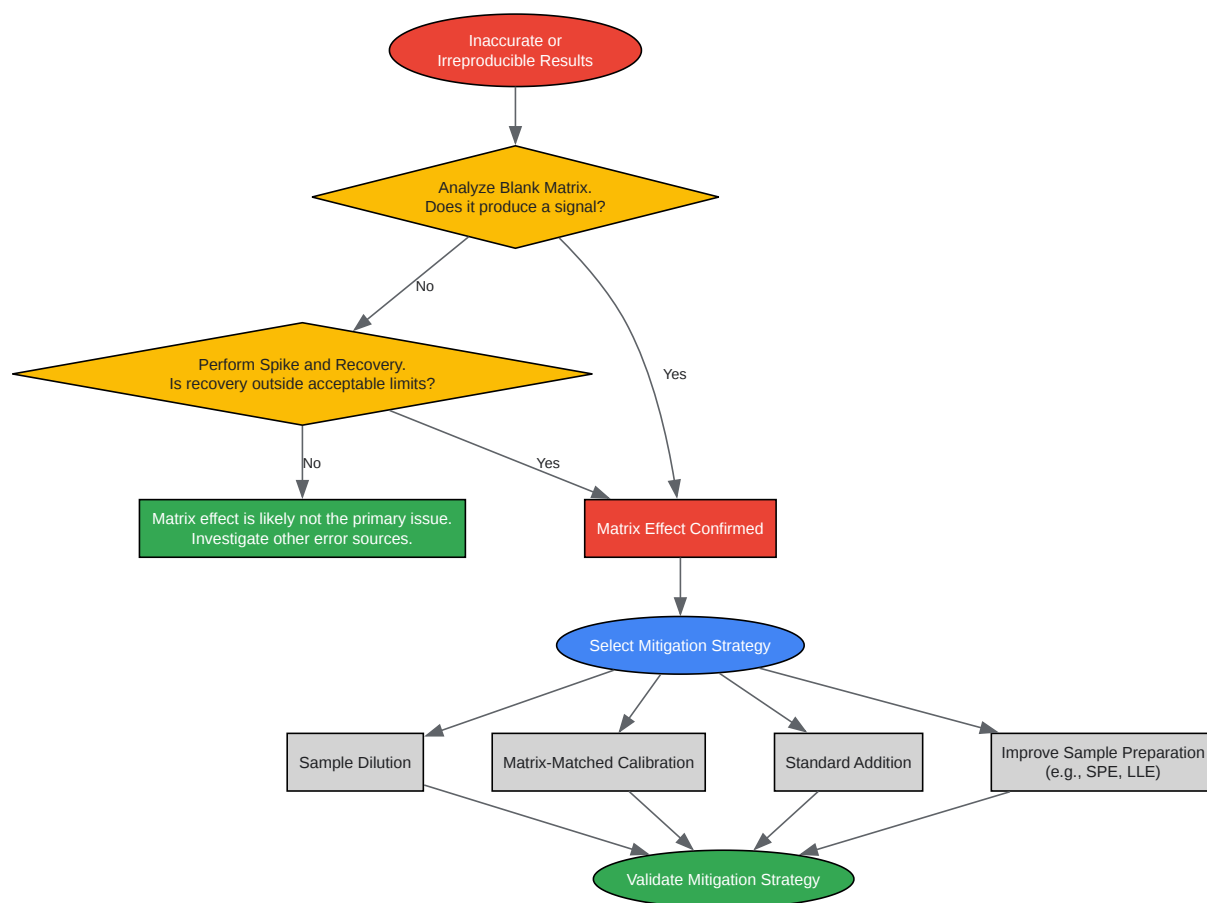 Inaccurate or
Irreproducible Results
Analyze Blank Matrix.
Does it produce a signal?
No
Yes
Perform Spike and Recovery.
Is recovery outside acceptable limits?
No
Yes
Matrix effect is likely not the primary issue.
Investigate other error sources.
Matrix Effect Confirmed
Select Mitigation Strategy
Sample Dilution
Matrix-Matched Calibration
Standard Addition
Improve Sample Preparation
(e.g., SPE, LLE)
Validate Mitigation Strategy